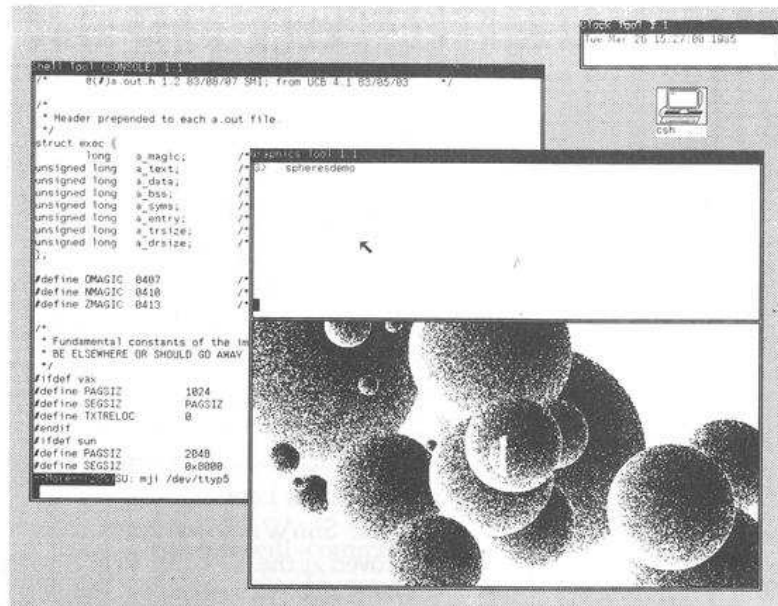 Clock Tool 1.1
Tue Mar 26 15:27:00 1985
csh
Shell Tool (CONSOLE) 1.1
/* @(#)a.out.h 1.2 83/08/07 SMI; from UCB 4.1 83/05/03 */
/*
* Header prepended to each a.out file.
*/
struct exec {
long a_magic; /*
unsigned long a_text; /*
unsigned long a_data; /*
unsigned long a_bss; /*
unsigned long a_syms; /*
unsigned long a_entry; /*
unsigned long a_trsize; /*
unsigned long a_drsize; /*
};
#define OMAGIC 0407 /*
#define NMAGIC 0410 /*
#define ZMAGIC 0413 /*
/*
* Fundamental constants of the im
* BE ELSEWHERE OR SHOULD GO AWAY
*/
#ifdef vax
#define PAGSIZ 1024
#define SEGSIZ PAGSIZ
#define TXTRELOC 0
#endif
#ifdef sun
#define PAGSIZ 2048
#define SEGSIZ 0x8000
--More-- SU: mji /dev/ttyp5
Graphics Tool 1.1
spheresdemo